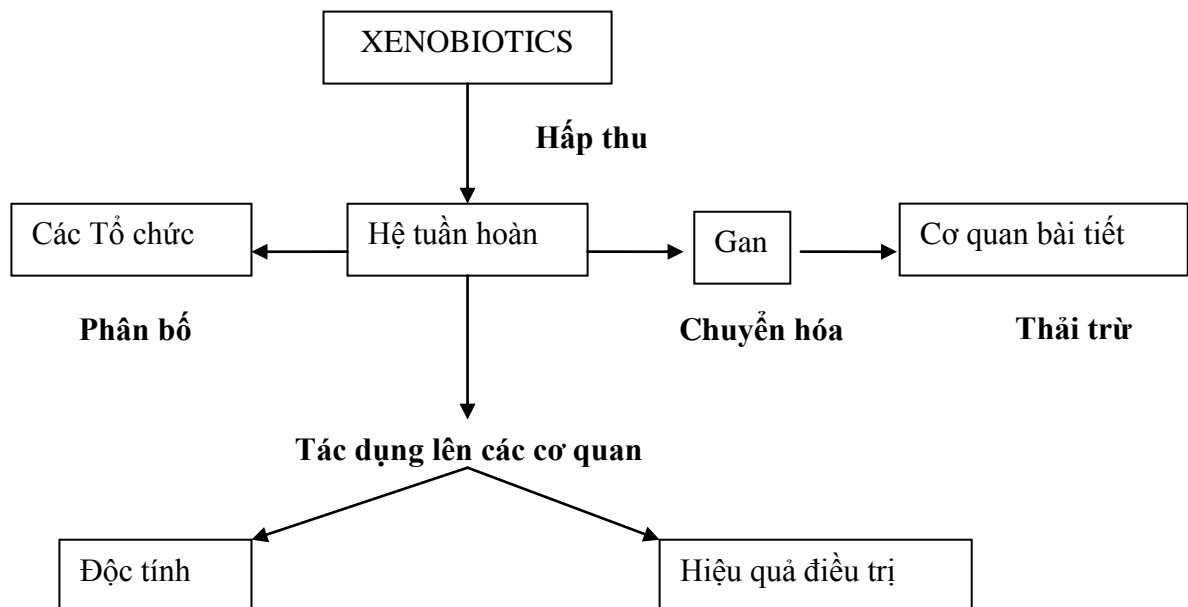 XENOBIOTICS
Hấp thu
Các Tổ chức
Hệ tuần hoàn
Gan
Cơ quan bài tiết
Phân bố
Chuyển hóa
Thải trừ
Tác dụng lên các cơ quan
Độc tính
Hiệu quả điều trị